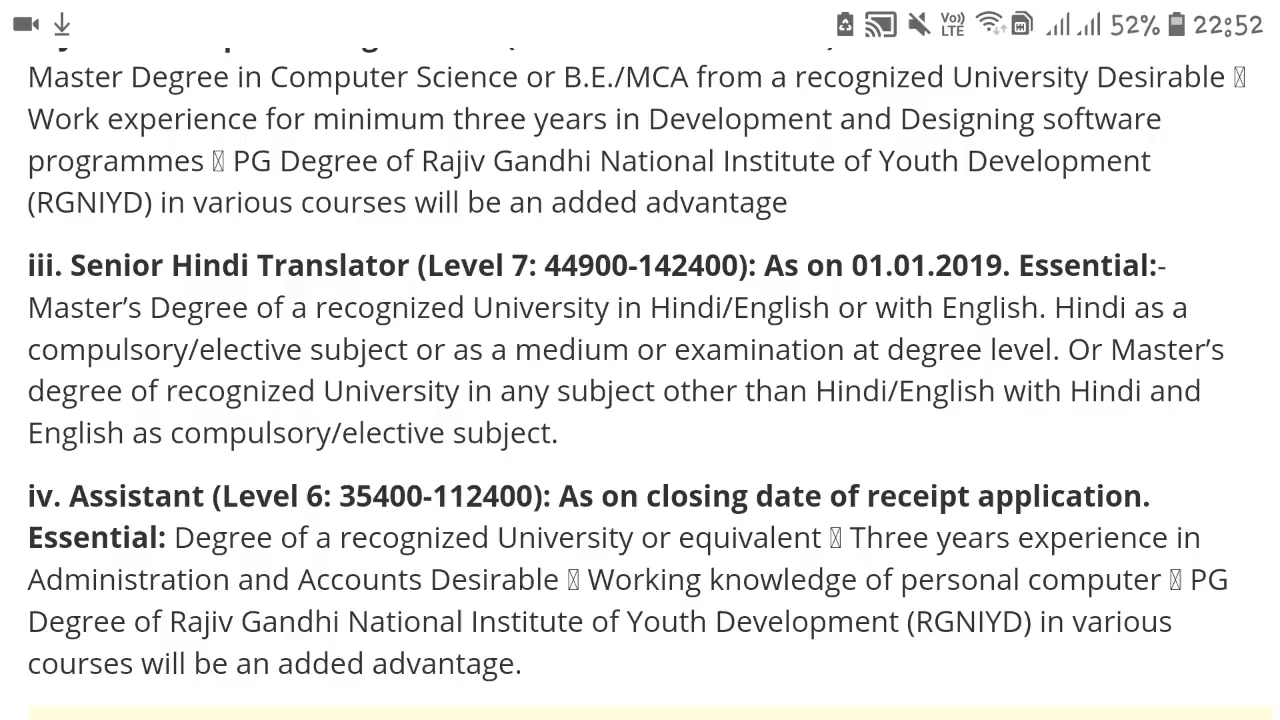 Vo))
LTE
52%
22:52
Master Degree in Computer Science or B.E./MCA from a recognized University Desirable
Work experience for minimum three years in Development and Designing software
programmes PG Degree of Rajiv Gandhi National Institute of Youth Development
(RGNIYD) in various courses will be an added advantage
iii. Senior Hindi Translator (Level 7: 44900-142400): As on 01.01.2019. Essential:-
Master’s Degree of a recognized University in Hindi/English or with English. Hindi as a
compulsory/elective subject or as a medium or examination at degree level. Or Master’s
degree of recognized University in any subject other than Hindi/English with Hindi and
English as compulsory/elective subject.
iv. Assistant (Level 6: 35400-112400): As on closing date of receipt application.
Essential: Degree of a recognized University or equivalent Three years experience in
Administration and Accounts Desirable Working knowledge of personal computer PG
Degree of Rajiv Gandhi National Institute of Youth Development (RGNIYD) in various
courses will be an added advantage.